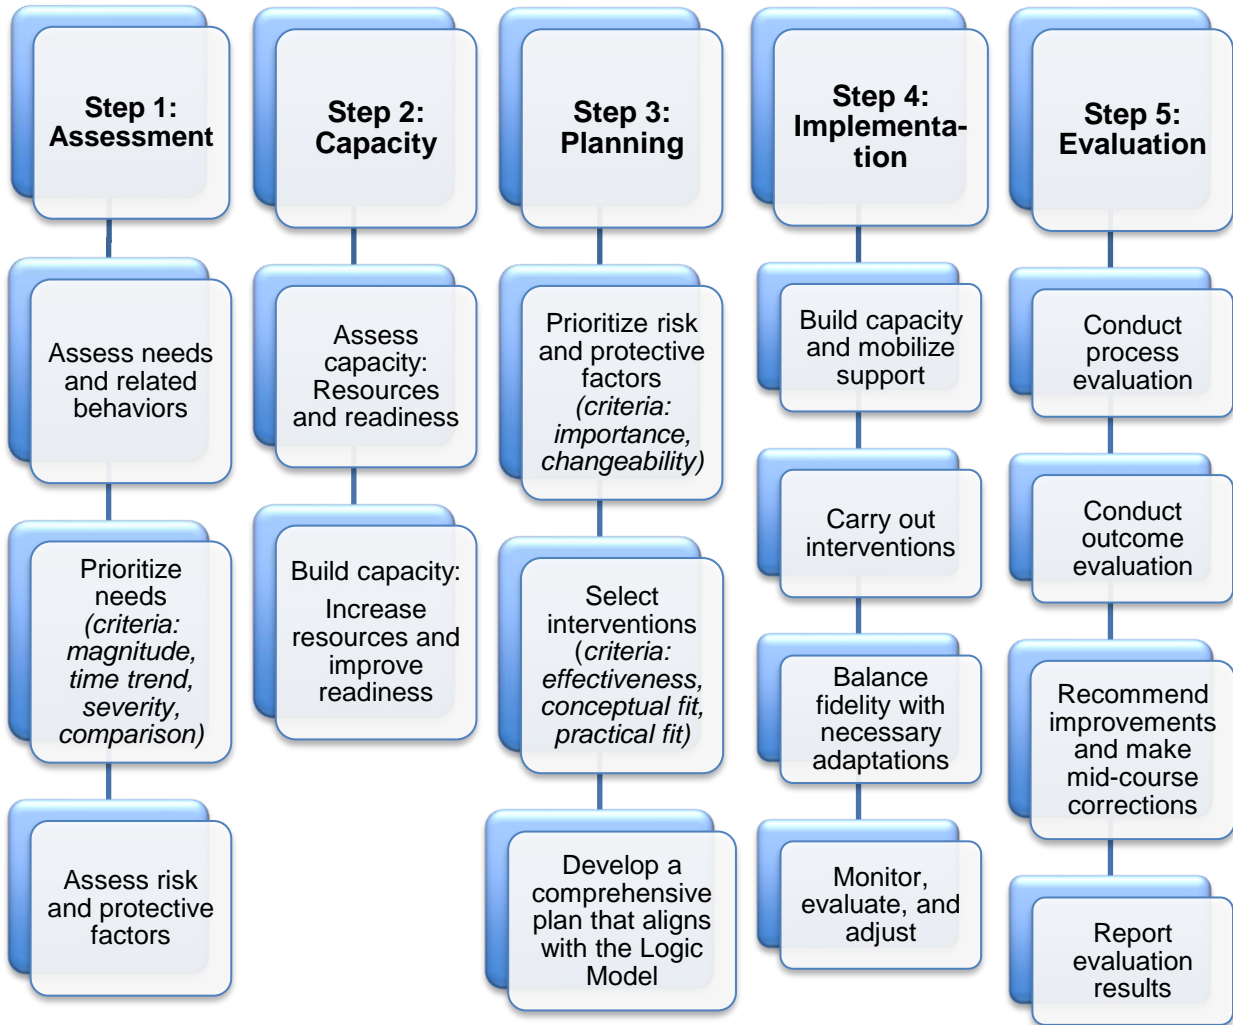 Step 1:
Assessment
Assess needs
and related
behaviors
Prioritize
needs
(criteria:
magnitude,
time trend,
severity,
comparison)
Assess risk
and protective
factors
Step 2:
Capacity
Assess
capacity:
Resources
and readiness
Build capacity:
Increase
resources and
improve
readiness
Step 3:
Planning
Prioritize risk
and protective
factors
(criteria:
importance,
changeability)
Select
interventions
(criteria:
effectiveness,
conceptual fit,
practical fit)
Develop a
comprehensive
plan that aligns
with the Logic
Model
Step 4:
Implementa-
tion
Build capacity
and mobilize
support
Carry out
interventions
Balance
fidelity with
necessary
adaptations
Monitor,
evaluate, and
adjust
Step 5:
Evaluation
Conduct
process
evaluation
Conduct
outcome
evaluation
Recommend
improvements
and make
mid-course
corrections
Report
evaluation
results